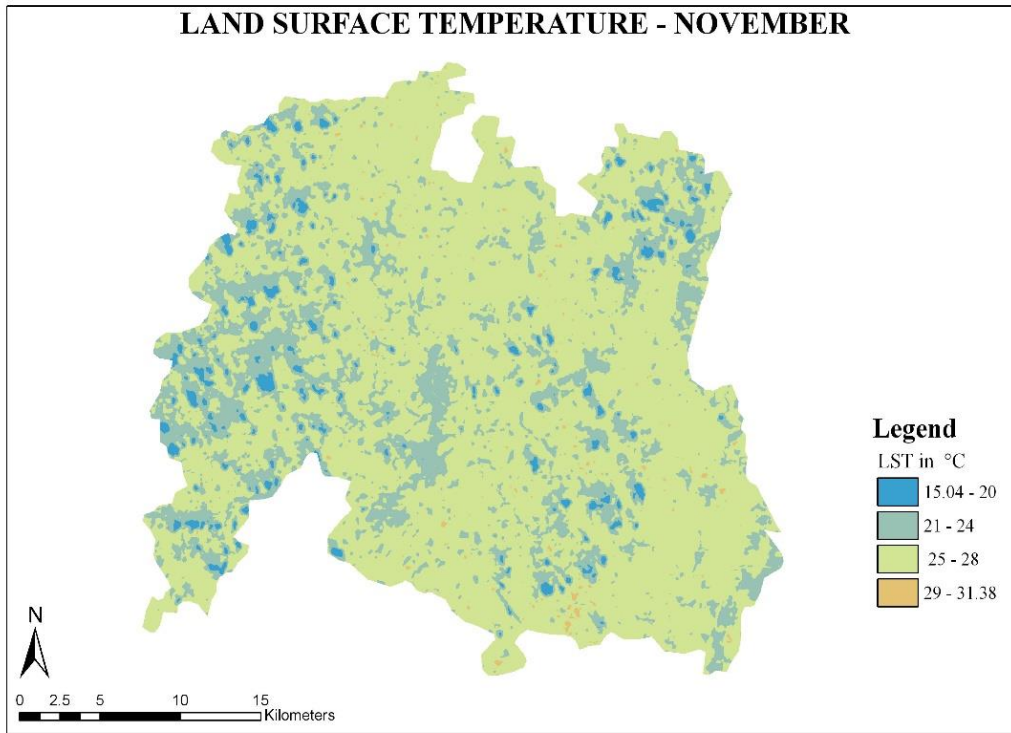 LAND SURFACE TEMPERATURE - NOVEMBER
Legend
LST in °C
15.04 - 20
21 - 24
25 - 28
29 - 31.38
N
0 2.5 5 10 15
Kilometers